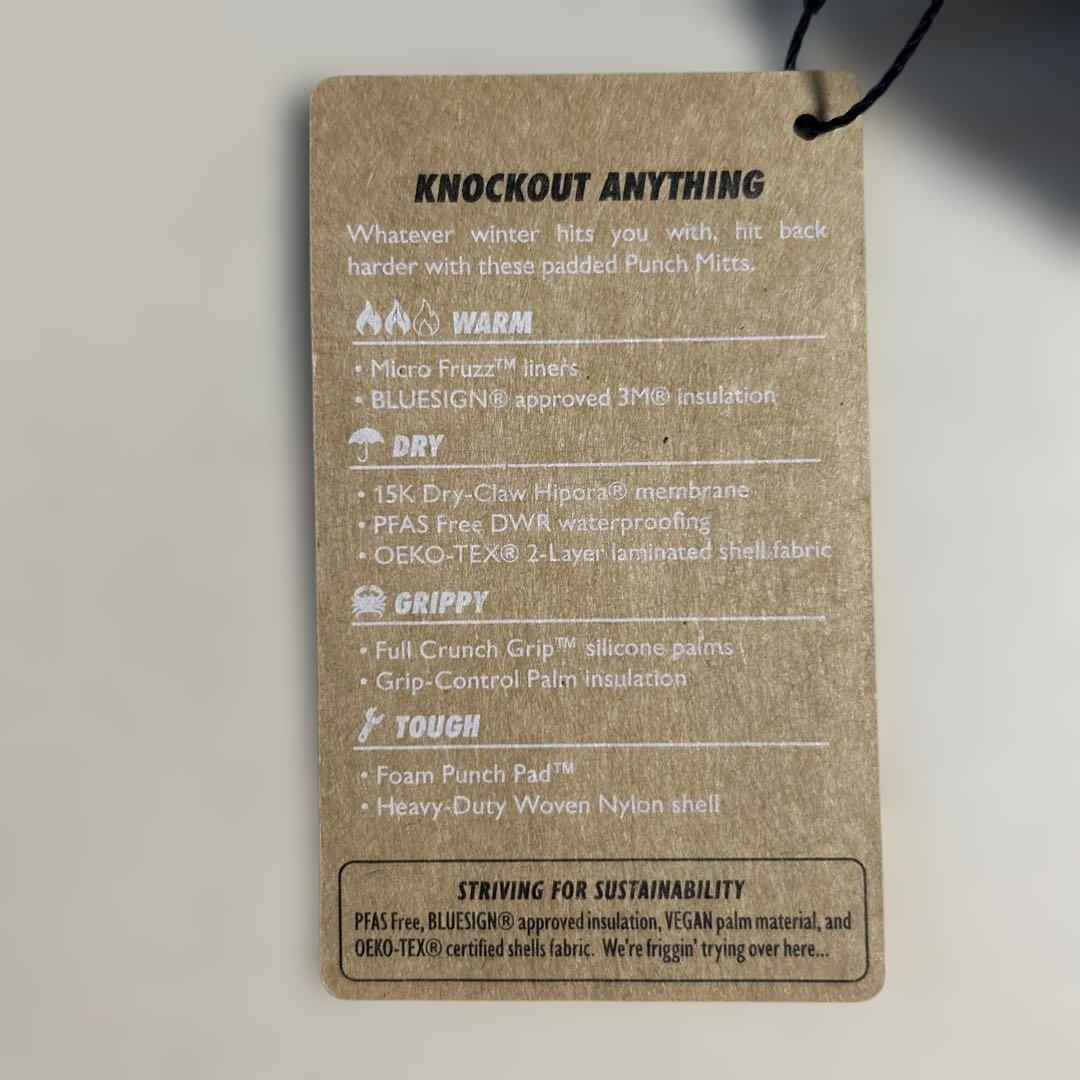 KNOCKOUT ANYTHING
Whatever winter hits you with, hit back
harder with these padded Punch Mitts.
WARM
• Micro Fruzz™ liners
• BLUESIGN® approved 3M® insulation
DRY
• 15K Dry-Claw Hipora® membrane
• PFAS Free DWR waterproofing
• OEKO-TEX® 2-Layer laminated shell fabric
GRIPPY
• Full Crunch Grip™ silicone palms
• Grip-Control Palm insulation
TOUGH
• Foam Punch Pad™
• Heavy-Duty Woven Nylon shell
STRIVING FOR SUSTAINABILITY
PFAS Free, BLUESIGN® approved insulation, VEGAN palm material, and
OEKO-TEX® certified shells fabric. We're friggin' trying over here...